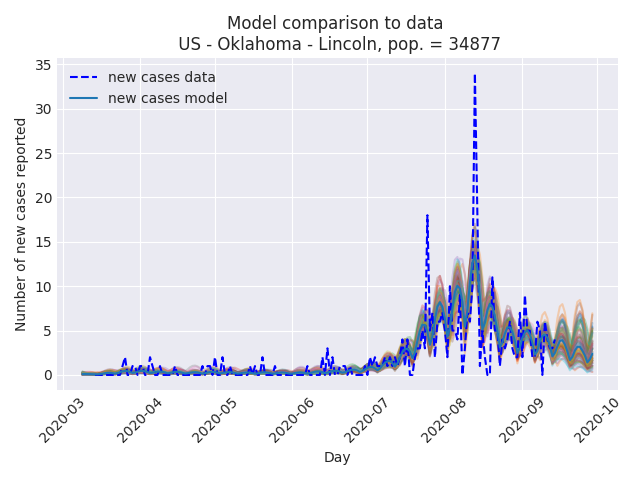 Model comparison to data
US - Oklahoma - Lincoln, pop. = 34877
new cases data
new cases model
Number of new cases reported
35
30
25
20
15
10
5
0
2020-03
2020-04
2020-05
2020-06
2020-07
2020-08
2020-09
2020-10
Day